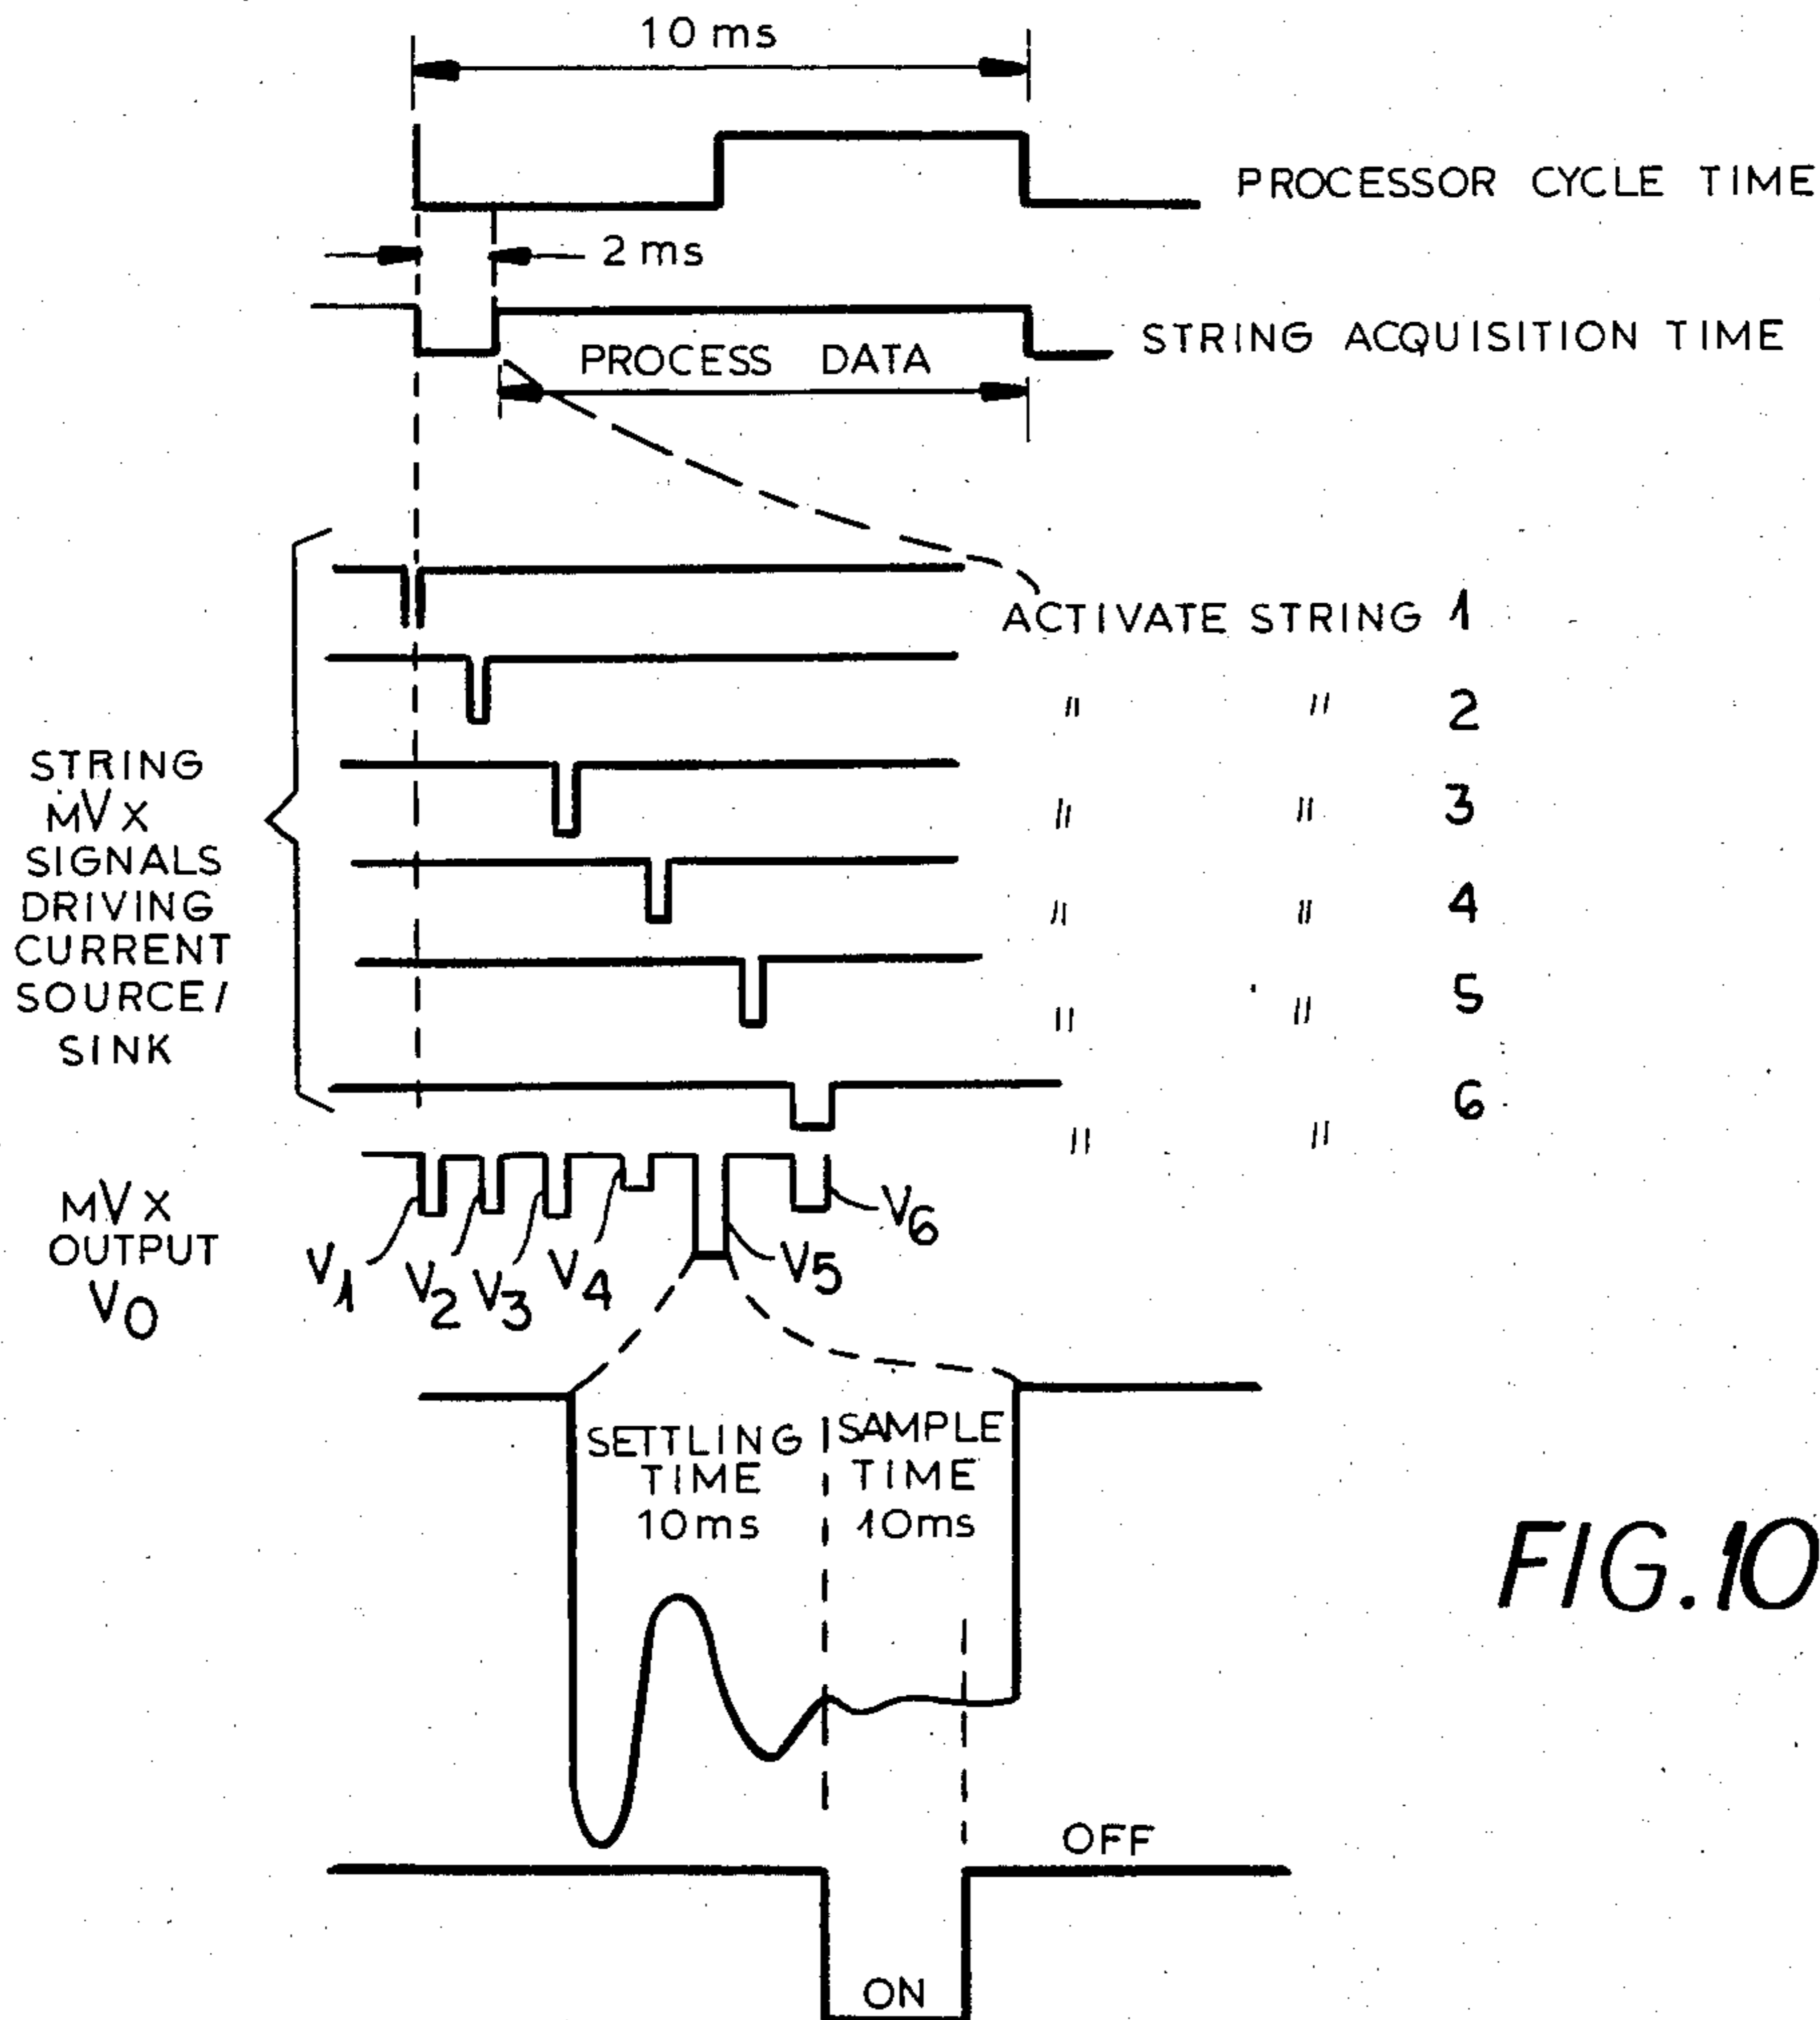 10 ms
PROCESSOR CYCLE TIME
2 ms
STRING ACQUISITION TIME
PROCESS DATA
ACTIVATE STRING 1
" " 2
" " 3
" " 4
" " 5
" " 6
STRING
MVX
SIGNALS
DRIVING
CURRENT
SOURCE/
SINK
MVX
OUTPUT
VO
V1
V2
V3
V4
V5
V6
SETTLING
TIME
10ms
SAMPLE
TIME
10ms
OFF
ON
FIG.10